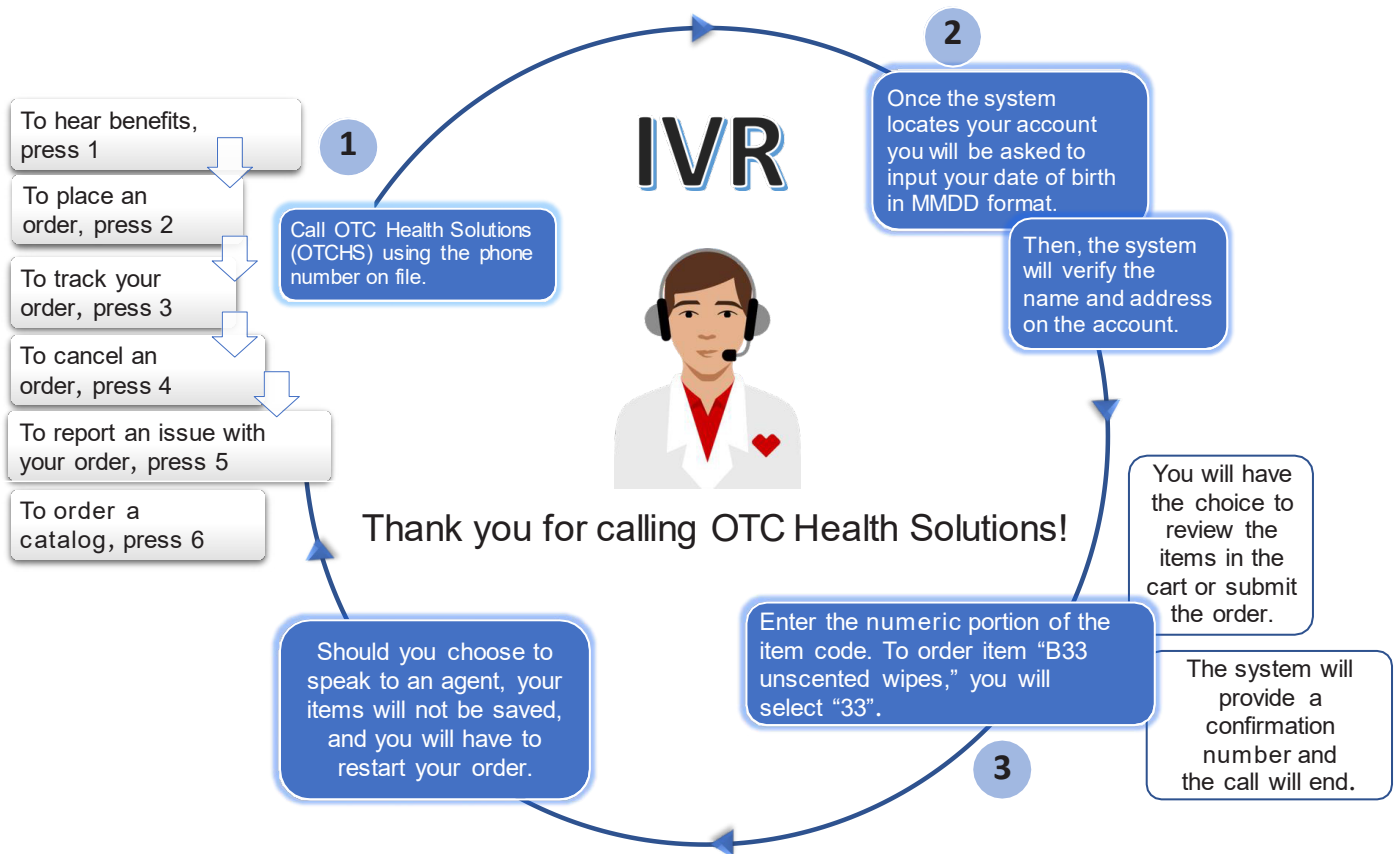 IVR
1
Call OTC Health Solutions
(OTCHS) using the phone
number on file.
To hear benefits,
press 1
To place an
order, press 2
To track your
order, press 3
To cancel an
order, press 4
To report an issue with
your order, press 5
To order a
catalog, press 6
2
Once the system
locates your account
you will be asked to
input your date of birth
in MMDD format.
Then, the system
will verify the
name and address
on the account.
Thank you for calling OTC Health Solutions!
3
Enter the numeric portion of the
item code. To order item “B33
unscented wipes,” you will
select “33”.
You will have
the choice to
review the
items in the
cart or submit
the order.
The system will
provide a
confirmation
number and
the call will end.
Should you choose to
speak to an agent, your
items will not be saved,
and you will have to
restart your order.